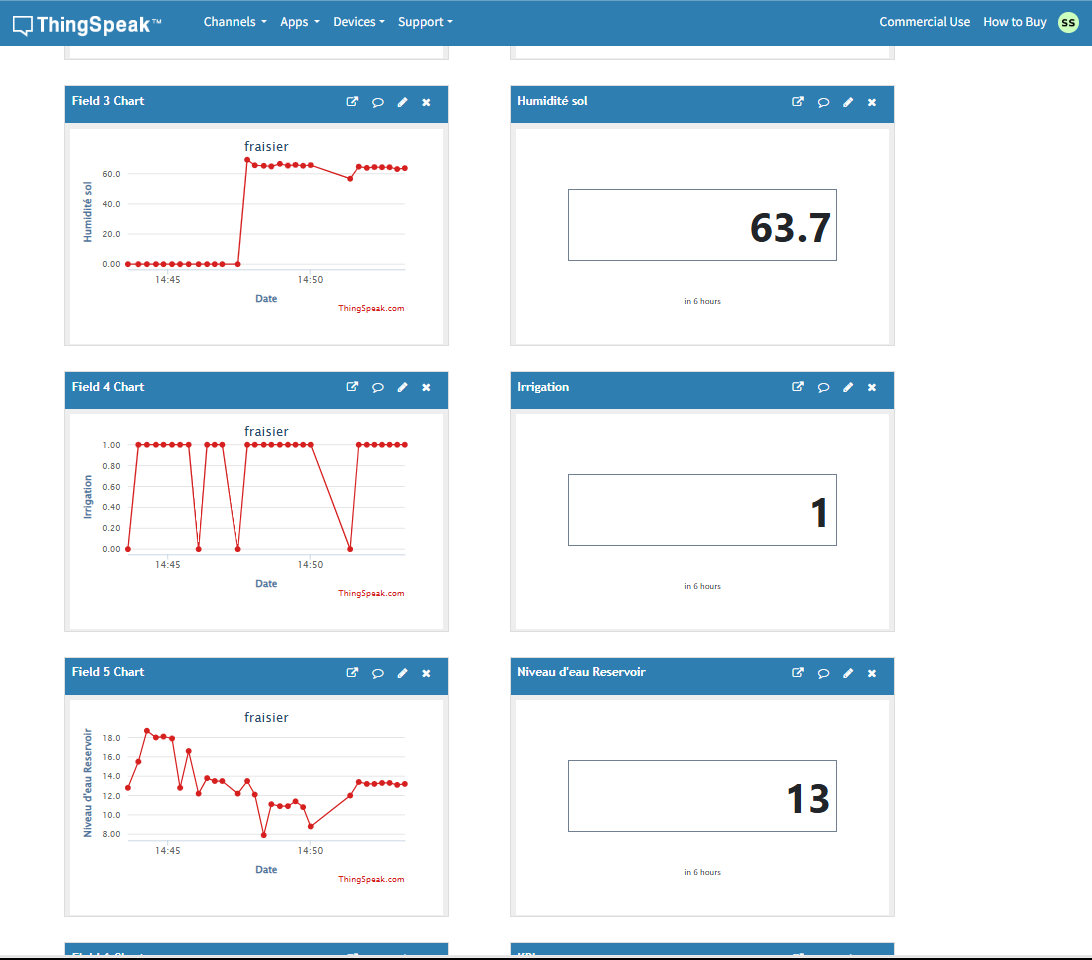 ThingSpeak™ Channels Apps Devices Support Commercial Use How to Buy SS
Field 3 Chart
fraisier
Humidité sol
60.0
40.0
20.0
0.00
14:45 14:50
Date
ThingSpeak.com
Humidité sol
63.7
in 6 hours
Field 4 Chart
fraisier
Irrigation
1.00
0.80
0.60
0.40
0.20
0.00
14:45 14:50
Date
ThingSpeak.com
Irrigation
1
in 6 hours
Field 5 Chart
fraisier
Niveau d'eau Reservoir
18.0
16.0
14.0
12.0
10.0
8.00
14:45 14:50
Date
ThingSpeak.com
Niveau d'eau Reservoir
13
in 6 hours